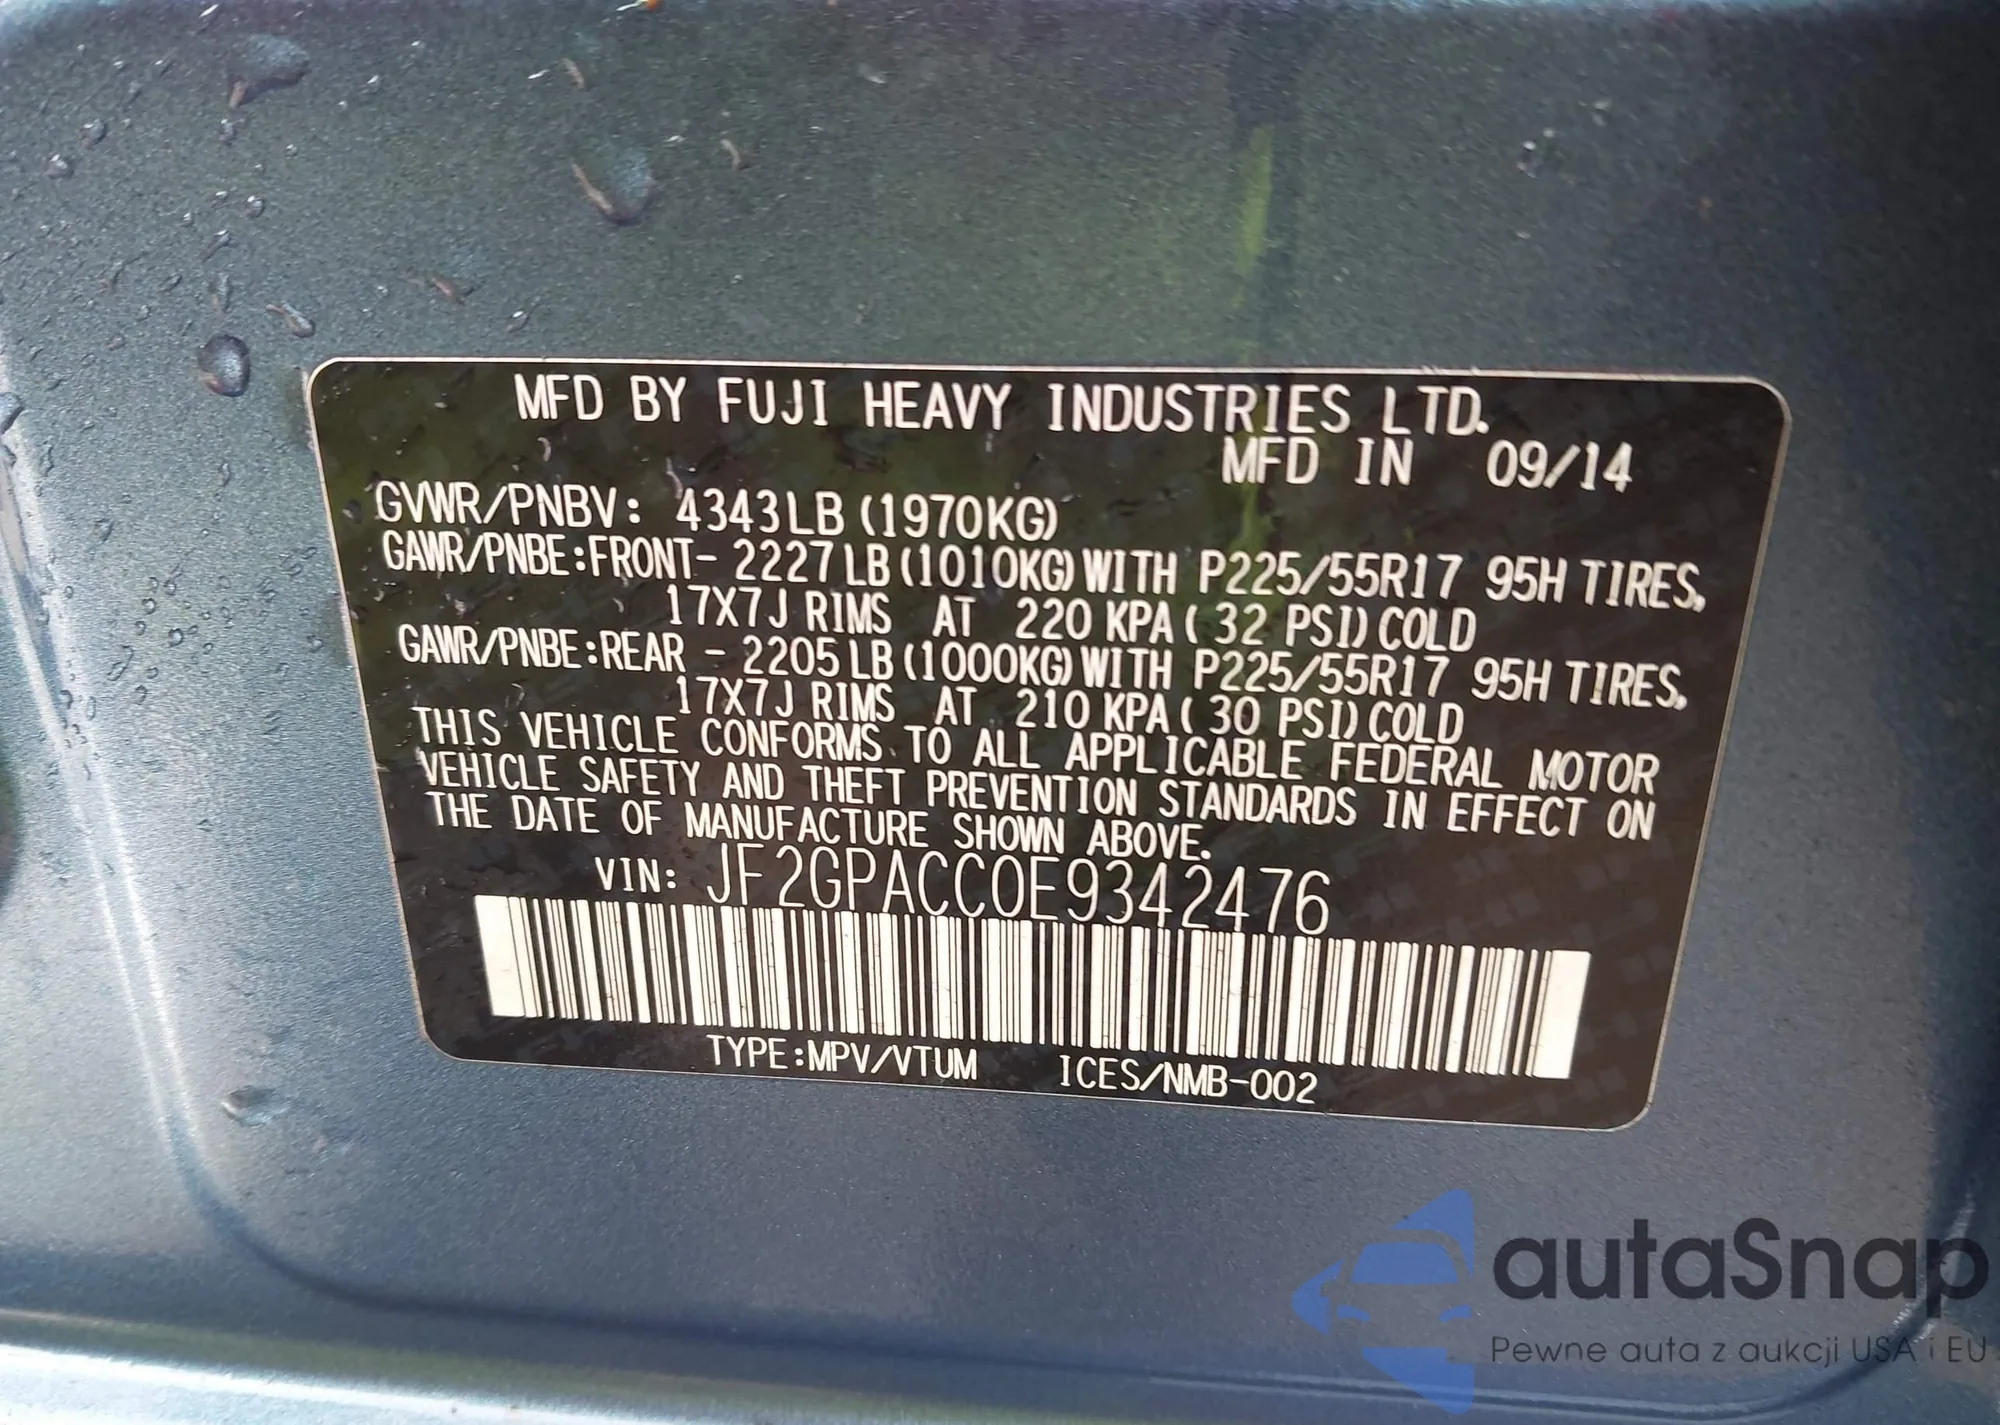 MFD BY FUJI HEAVY INDUSTRIES LTD.
MFD IN 09/14
GVWR/PNBV: 4343LB (1970KG)
GAWR/PNBE:FRONT- 2227LB (1010KG) WITH P225/55R17 95H TIRES,
17X7J RIMS AT 220 KPA ( 32 PSI) COLD
GAWR/PNBE:REAR - 2205LB (1000KG) WITH P225/55R17 95H TIRES,
17X7J RIMS AT 210 KPA ( 30 PSI) COLD
THIS VEHICLE CONFORMS TO ALL APPLICABLE FEDERAL MOTOR
VEHICLE SAFETY AND THEFT PREVENTION STANDARDS IN EFFECT ON
THE DATE OF MANUFACTURE SHOWN ABOVE.
VIN: JF2GPACC0E9342476
TYPE:MPV/VTUM ICES/NMB-002
autaSnap
Pewne auta z aukcji USA i EU